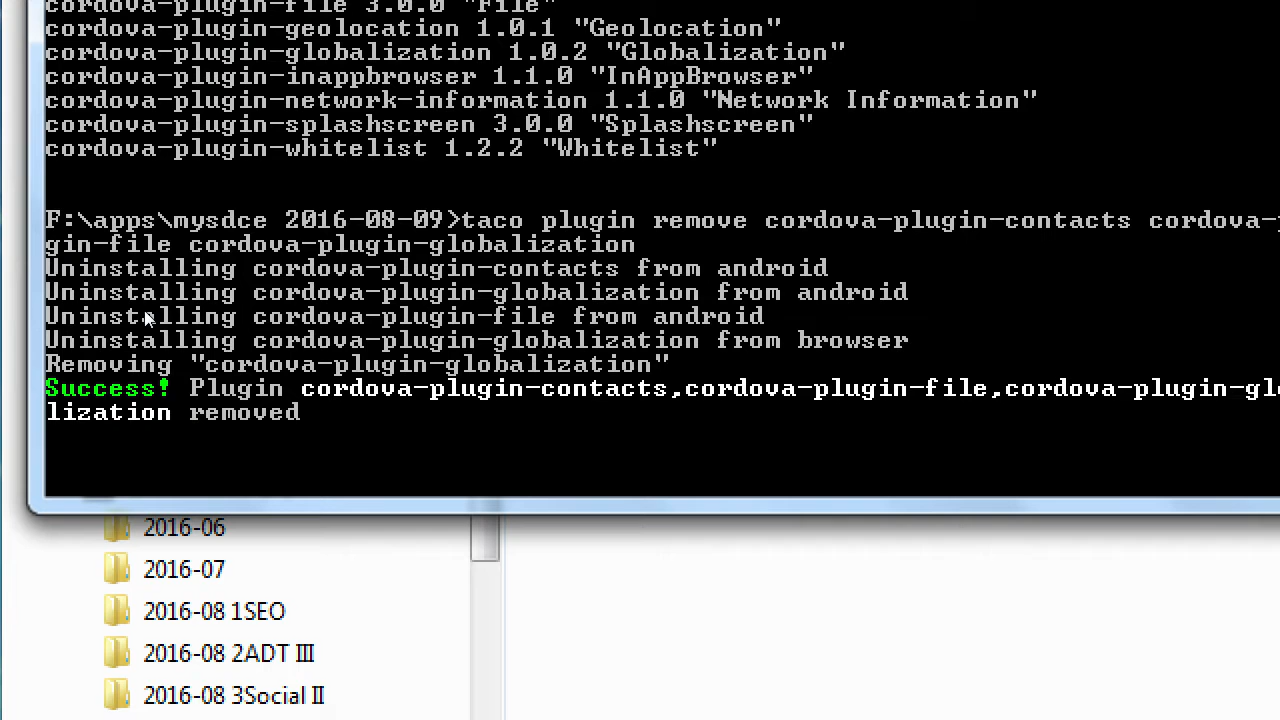 cordova-plugin-file 3.0.0 "File"
cordova-plugin-geolocation 1.0.1 "Geolocation"
cordova-plugin-globalization 1.0.2 "Globalization"
cordova-plugin-inappbrowser 1.1.0 "InAppBrowser"
cordova-plugin-network-information 1.1.0 "Network Information"
cordova-plugin-splashscreen 3.0.0 "Splashscreen"
cordova-plugin-whitelist 1.2.2 "Whitelist"
F:\apps\mysdce 2016-08-09>taco plugin remove cordova-plugin-contacts cordova-
gin-file cordova-plugin-globalization
Uninstalling cordova-plugin-contacts from android
Uninstalling cordova-plugin-globalization from android
Uninstalling cordova-plugin-file from android
Uninstalling cordova-plugin-globalization from browser
Removing "cordova-plugin-globalization"
Success! Plugin cordova-plugin-contacts,cordova-plugin-file,cordova-plugin-gl
lization removed
2016-06
2016-07
2016-08 1SEO
2016-08 2ADT III
2016-08 3Social II